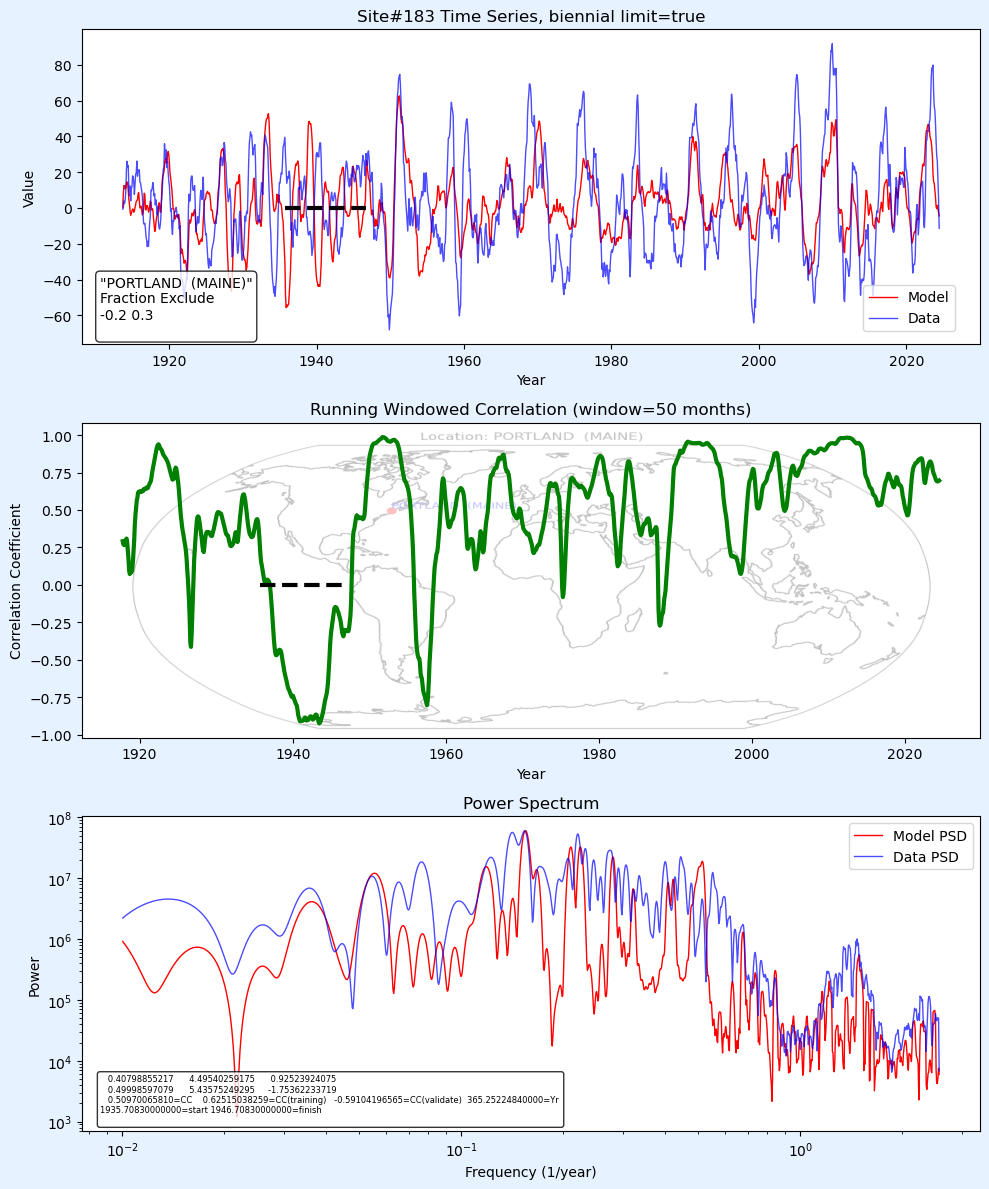 Site#183 Time Series, biennial limit=true
Value
80
60
40
20
0
−20
−40
−60
"PORTLAND  (MAINE)"
Fraction Exclude
-0.2 0.3
Model
Data
1920
1940
1960
1980
2000
2020
Year
Running Windowed Correlation (window=50 months)
Location: PORTLAND  (MAINE)
Correlation Coefficient
1.00
0.75
0.50
0.25
0.00
−0.25
−0.50
−0.75
−1.00
1920
1940
1960
1980
2000
2020
Year
Power Spectrum
Model PSD
Data PSD
Power
10^8
10^7
10^6
10^5
10^4
10^3
0.40798855217 4.49540259175 0.92523924075
0.49998597079 5.43575249295 -1.75362233719
0.50970065810=CC 0.62515038259=CC(training) -0.59104196565=CC(validate) 365.25224840000=Yr
1935.70830000000=start 1946.70830000000=finish
10^−2
10^−1
10^0
Frequency (1/year)